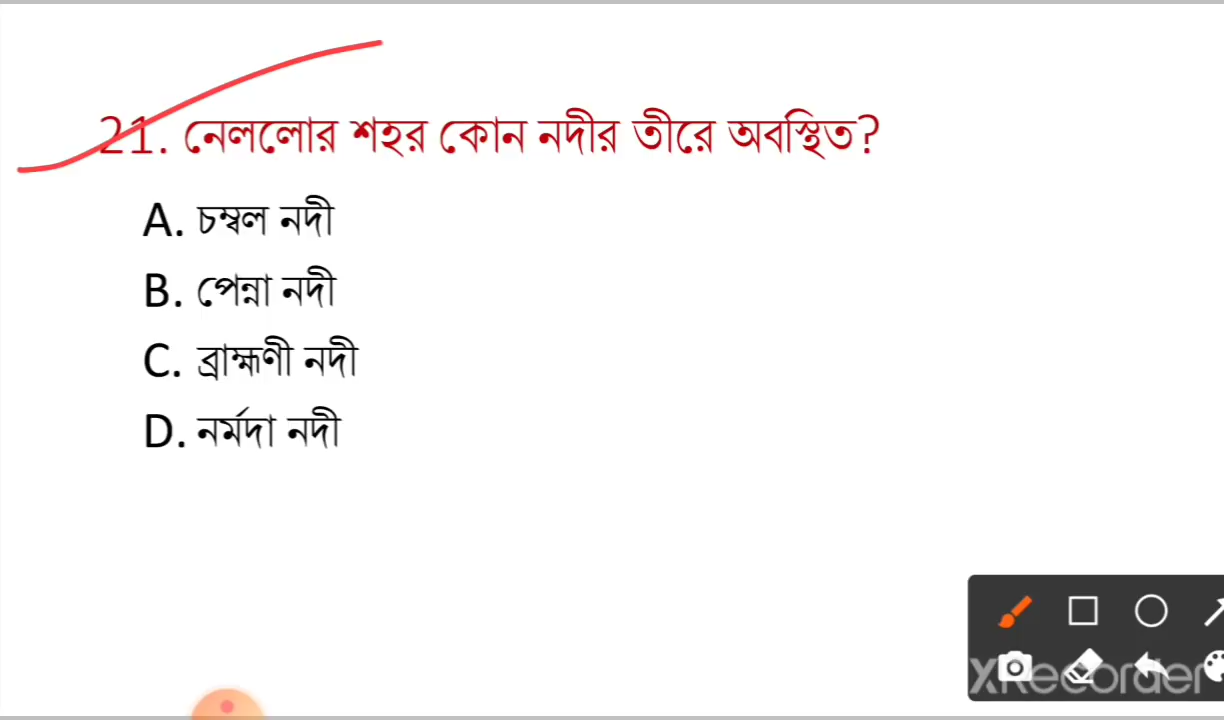 21. নেললোর শহর কোন নদীর তীরে অবস্থিত?
A. চম্বল নদী
B. পেন্না নদী
C. ব্রাহ্মণী নদী
D. নর্মদা নদী
XRecorder